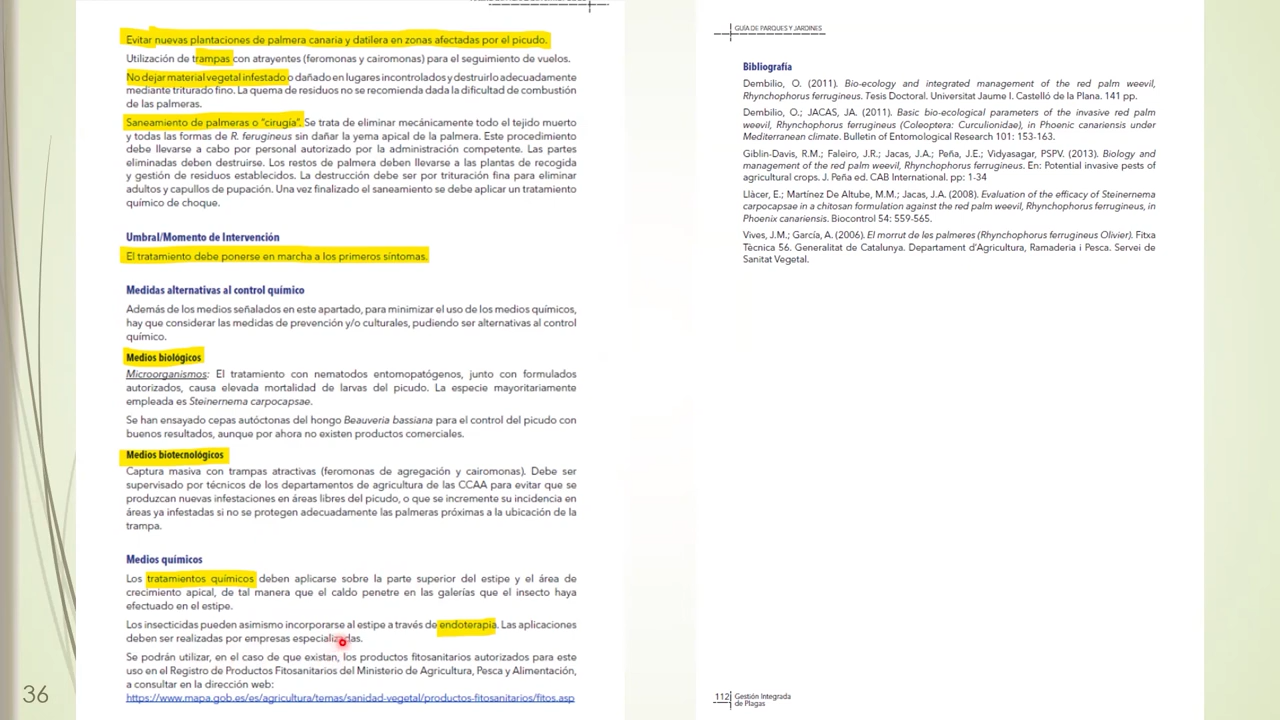 Evitar nuevas plantaciones de palmera canaria y datilera en zonas afectadas por el picudo.
Utilización de trampas con atrayentes (feromonas y cairomonas) para el seguimiento de vuelos.
No dejar material vegetal infestado o dañado en lugares incontrolados y destruirlo adecuadamente
mediante triturado fino. La quema de residuos no se recomienda dada la dificultad de combustión
de las palmeras.
Saneamiento de palmeras o “cirugía”. Se trata de eliminar mecánicamente todo el tejido muerto
y todas las formas de R. ferugineus sin dañar la yema apical de la palmera. Este procedimiento
debe llevarse a cabo por personal autorizado por la administración competente. Las partes
eliminadas deben destruirse. Los restos de palmera deben llevarse a las plantas de recogida
y gestión de residuos establecidos. La destrucción debe ser por trituración fina para eliminar
adultos y capullos de pupación. Una vez finalizado el saneamiento se debe aplicar un tratamiento
químico de choque.
Umbral/Momento de Intervención
El tratamiento debe ponerse en marcha a los primeros síntomas.
Medidas alternativas al control químico
Además de los medios señalados en este apartado, para minimizar el uso de los medios químicos,
hay que considerar las medidas de prevención y/o culturales, pudiendo ser alternativas al control
químico.
Medios biológicos
Microorganismos: El tratamiento con nematodos entomopatógenos, junto con formulados
autorizados, causa elevada mortalidad de larvas del picudo. La especie mayoritariamente
empleada es Steinernema carpocapsae.
Se han ensayado cepas autóctonas del hongo Beauveria bassiana para el control del picudo con
buenos resultados, aunque por ahora no existen productos comerciales.
Medios biotecnológicos
Captura masiva con trampas atractivas (feromonas de agregación y cairomonas). Debe ser
supervisado por técnicos de los departamentos de agricultura de las CCAA para evitar que se
produzcan nuevas infestaciones en áreas libres del picudo, o que se incremente su incidencia en
áreas ya infestadas si no se protegen adecuadamente las palmeras próximas a la ubicación de la
trampa.
Medios químicos
Los tratamientos químicos deben aplicarse sobre la parte superior del estipe y el área de
crecimiento apical, de tal manera que el caldo penetre en las galerías que el insecto haya
efectuado en el estipe.
Los insecticidas pueden asimismo incorporarse al estipe a través de endoterapia. Las aplicaciones
deben ser realizadas por empresas especializadas.
Se podrán utilizar, en el caso de que existan, los productos fitosanitarios autorizados para este
uso en el Registro de Productos Fitosanitarios del Ministerio de Agricultura, Pesca y Alimentación,
a consultar en la dirección web:
https://www.mapa.gob.es/es/agricultura/temas/sanidad-vegetal/productos-fitosanitarios/fitos.asp
36
GUÍA DE PARQUES Y JARDINES
Bibliografía
Dembilio, O. (2011). Bio-ecology and integrated management of the red palm weevil,
Rhynchophorus ferrugineus. Tesis Doctoral. Universitat Jaume I. Castelló de la Plana. 141 pp.
Dembilio, O.; JACAS, JA. (2011). Basic bio-ecological parameters of the invasive red palm
weevil, Rhynchophorus ferrugineus (Coleoptera: Curculionidae), in Phoenix canariensis under
Mediterranean climate. Bulletin of Entomological Research 101: 153-163.
Giblin-Davis, R.M.; Faleiro, J.R.; Jacas, J.A.; Peña, J.E.; Vidyasagar, PSPV. (2013). Biology and
management of the red palm weevil, Rhynchophorus ferrugineus. En: Potential invasive pests of
agricultural crops. J. Peña ed. CAB International. pp: 1-34
Llàcer, E.; Martínez De Altube, M.M.; Jacas, J.A. (2008). Evaluation of the efficacy of Steinernema
carpocapsae in a chitosan formulation against the red palm weevil, Rhynchophorus ferrugineus, in
Phoenix canariensis. Biocontrol 54: 559-565.
Vives, J.M.; García, A. (2006). El morrut de les palmeres (Rhynchophorus ferrugineus Olivier). Fitxa
Tècnica 56. Generalitat de Catalunya. Departament d’Agricultura, Ramaderia i Pesca. Servei de
Sanitat Vegetal.
112 Gestión Integrada
de Plagas